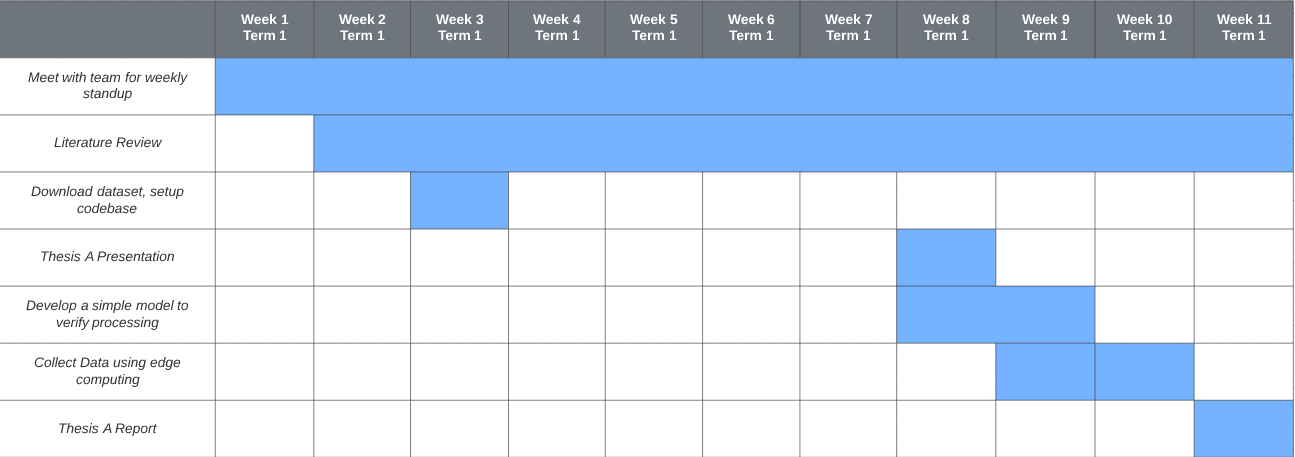 Week 1 Week 2 Week 3 Week 4 Week 5 Week 6 Week 7 Week 8 Week 9 Week 10 Week 11
Term 1 Term 1 Term 1 Term 1 Term 1 Term 1 Term 1 Term 1 Term 1 Term 1 Term 1
Meet with team for weekly
standup
Literature Review
Download dataset, setup
codebase
Thesis A Presentation
Develop a simple model to
verify processing
Collect Data using edge
computing
Thesis A Report